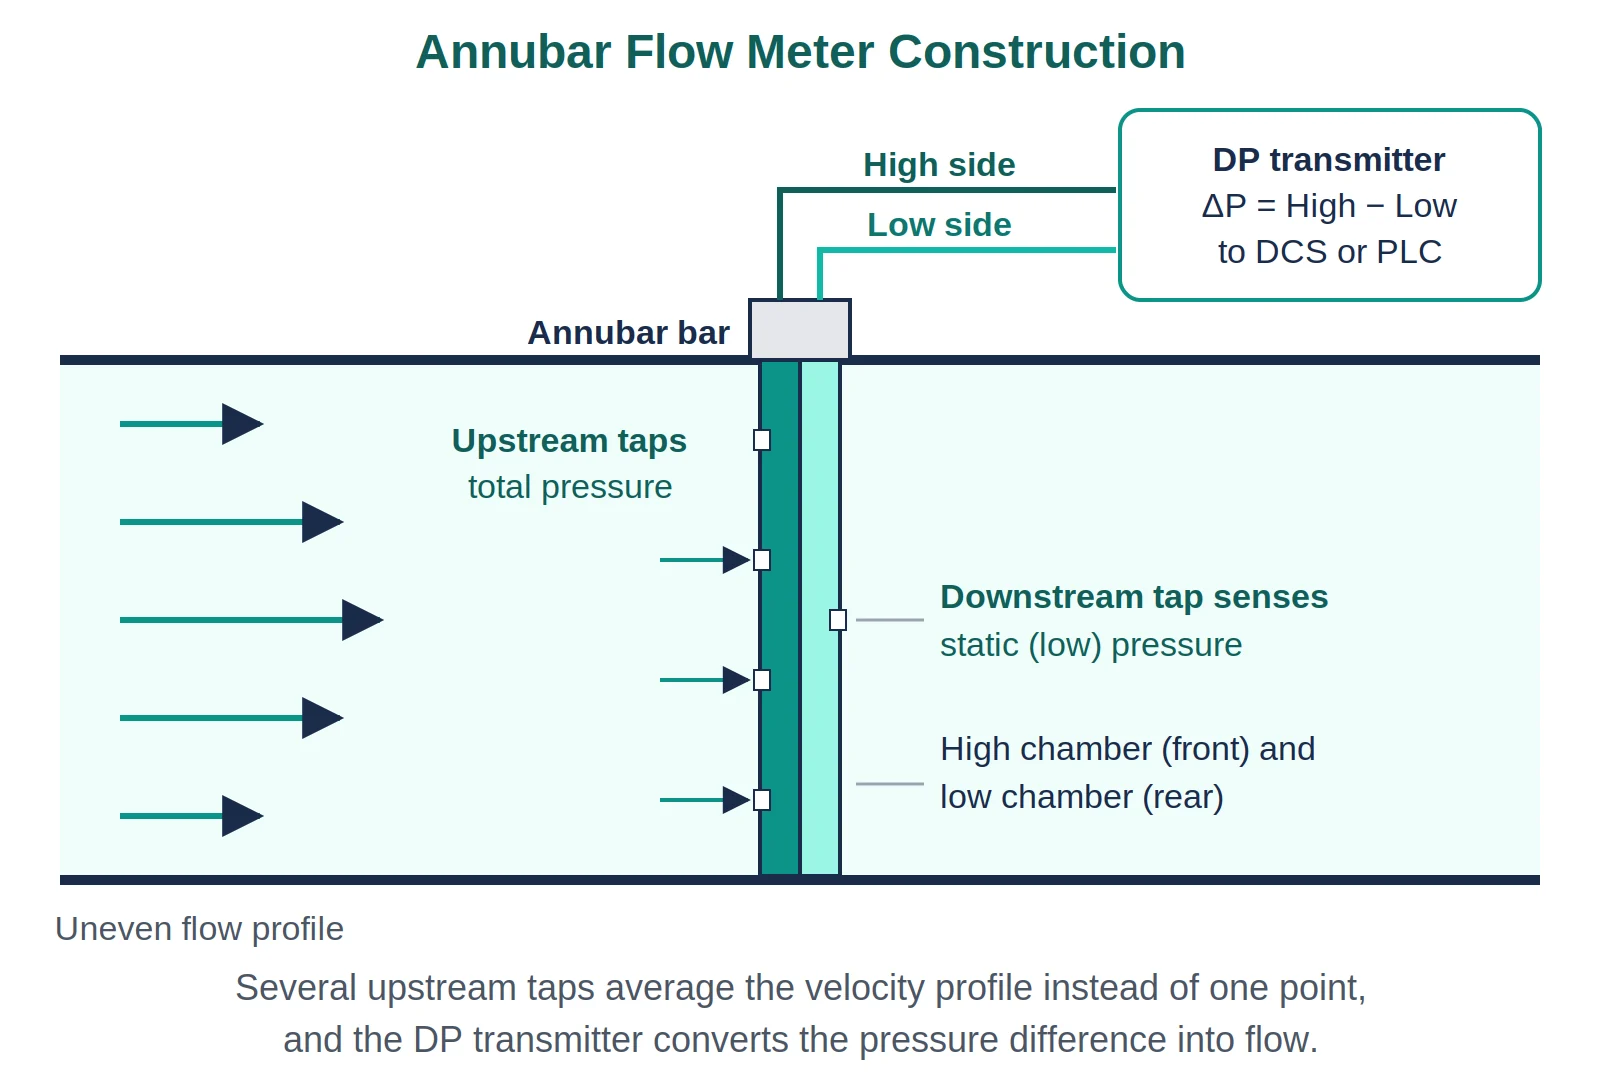 Annubar Flow Meter Construction
High side
Low side
DP transmitter
ΔP = High − Low
to DCS or PLC
Annubar bar
Upstream taps
total pressure
Downstream tap senses
static (low) pressure
High chamber (front) and
low chamber (rear)
Uneven flow profile
Several upstream taps average the velocity profile instead of one point,
and the DP transmitter converts the pressure difference into flow.